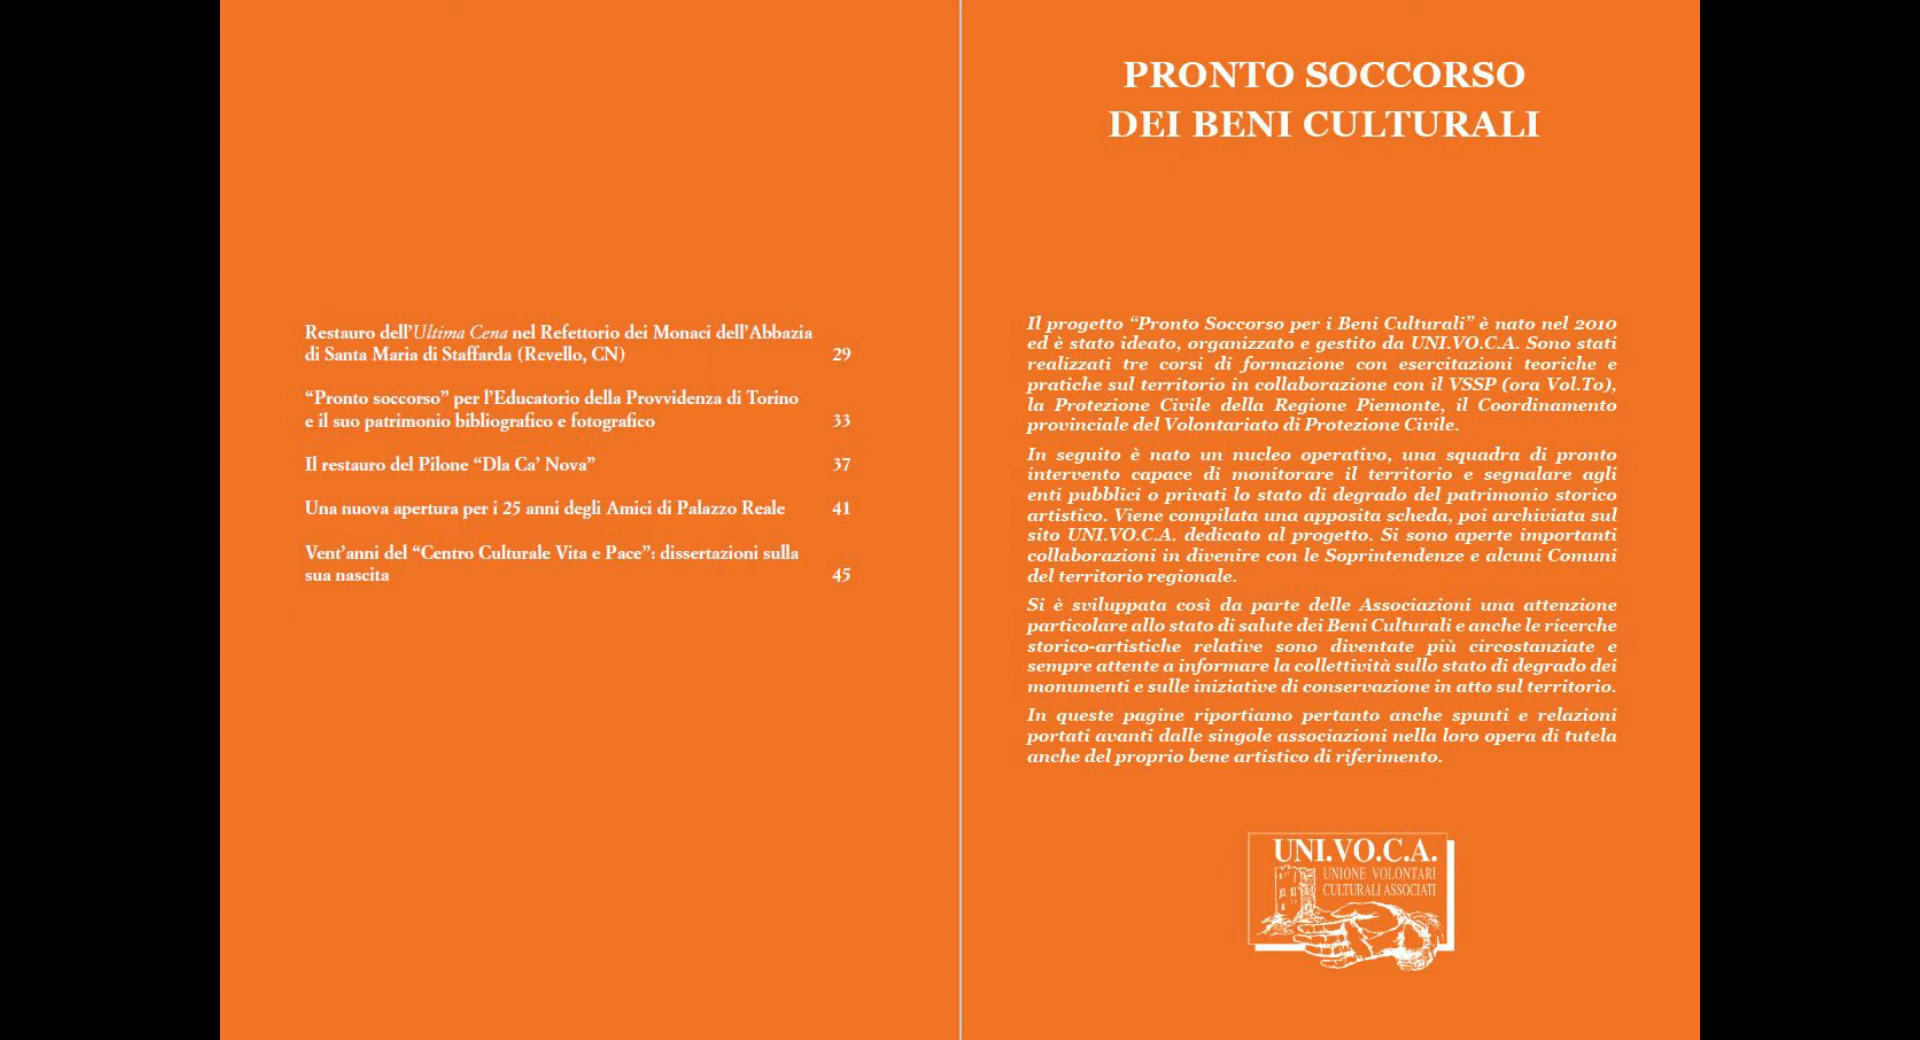 Restauro dell'Ultima Cena nel Refettorio dei Monaci dell'Abbazia
di Santa Maria di Staffarda (Revello, CN) 29
“Pronto soccorso” per l'Educatorio della Provvidenza di Torino
e il suo patrimonio bibliografico e fotografico 33
Il restauro del Pilone “Dla Ca' Nova” 37
Una nuova apertura per i 25 anni degli Amici di Palazzo Reale 41
Vent'anni del “Centro Culturale Vita e Pace”: dissertazioni sulla
sua nascita 45
PRONTO SOCCORSO
DEI BENI CULTURALI
Il progetto “Pronto Soccorso per i Beni Culturali” è nato nel 2010
ed è stato ideato, organizzato e gestito da UNI.VO.C.A. Sono stati
realizzati tre corsi di formazione con esercitazioni teoriche e
pratiche sul territorio in collaborazione con il VSSP (ora Vol.To),
la Protezione Civile della Regione Piemonte, il Coordinamento
provinciale del Volontariato di Protezione Civile.
In seguito è nato un nucleo operativo, una squadra di pronto
intervento capace di monitorare il territorio e segnalare agli
enti pubblici o privati lo stato di degrado del patrimonio storico
artistico. Viene compilata una apposita scheda, poi archiviata sul
sito UNI.VO.C.A. dedicato al progetto. Si sono aperte importanti
collaborazioni in divenire con le Soprintendenze e alcuni Comuni
del territorio regionale.
Si è sviluppata così da parte delle Associazioni una attenzione
particolare allo stato di salute dei Beni Culturali e anche le ricerche
storico-artistiche relative sono diventate più circostanziate e
sempre attente a informare la collettività sullo stato di degrado dei
monumenti e sulle iniziative di conservazione in atto sul territorio.
In queste pagine riportiamo pertanto anche spunti e relazioni
portati avanti dalle singole associazioni nella loro opera di tutela
anche del proprio bene artistico di riferimento.
UNI.VO.C.A.
UNIONE VOLONTARI
CULTURALI ASSOCIATI